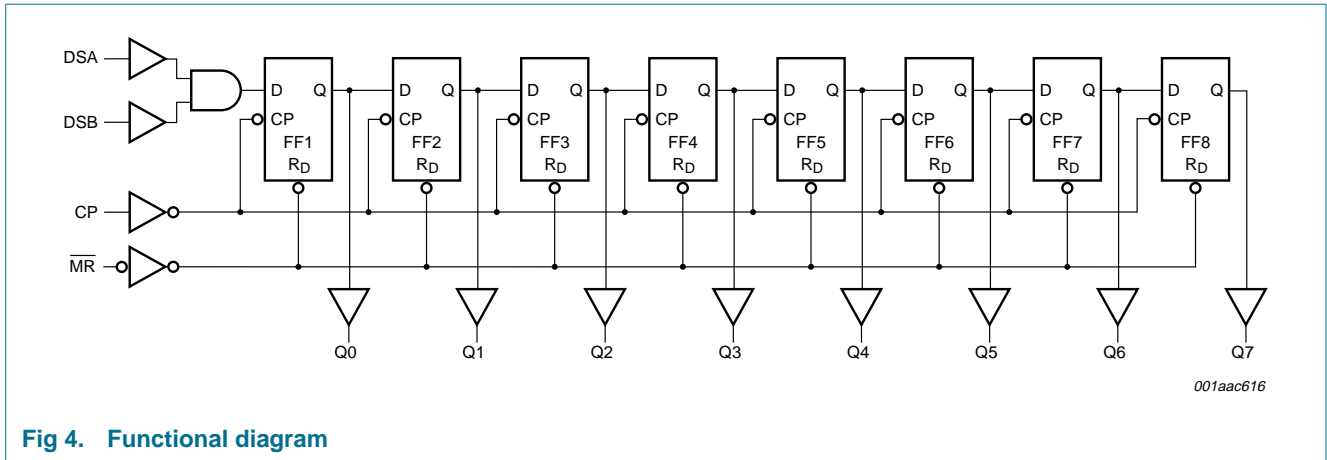 DSA
DSB
CP
M̅R̅
D Q D Q D Q D Q D Q D Q D Q D Q
CP CP CP CP CP CP CP CP
FF1 FF2 FF3 FF4 FF5 FF6 FF7 FF8
RD RD RD RD RD RD RD RD
Q0 Q1 Q2 Q3 Q4 Q5 Q6 Q7
001aac616
Fig 4. Functional diagram